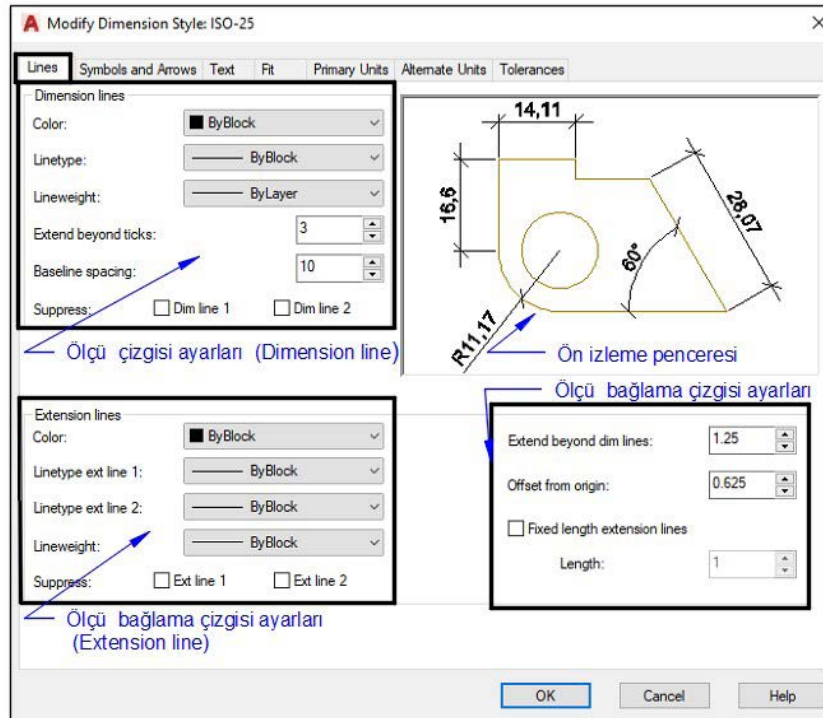 Modify Dimension Style: ISO-25
Lines Symbols and Arrows Text Fit Primary Units Alternate Units Tolerances
Dimension lines
Color: ByBlock
Linetype: ByBlock
Lineweight: ByLayer
Extend beyond ticks: 3
Baseline spacing: 10
Suppress: Dim line 1 Dim line 2
Ölçü çizgisi ayarları (Dimension line)
14,11
16,6
28,07
60°
R11,17
Ön izleme penceresi
Ölçü bağlama çizgisi ayarları
Extension lines
Color: ByBlock
Linetype ext line 1: ByBlock
Linetype ext line 2: ByBlock
Lineweight: ByBlock
Suppress: Ext line 1 Ext line 2
Ölçü bağlama çizgisi ayarları
(Extension line)
Extend beyond dim lines: 1.25
Offset from origin: 0.625
Fixed length extension lines
Length: 1
OK Cancel Help